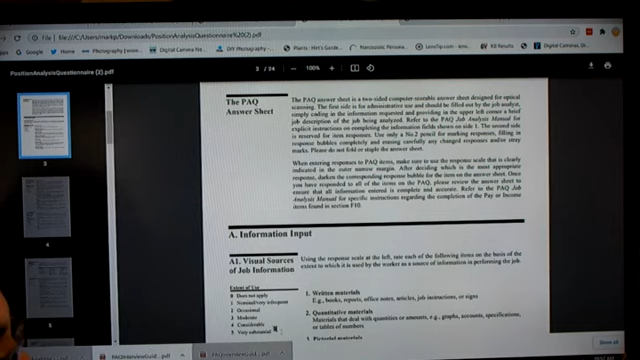 File | file:///C:/Users/markp/Downloads/PositionAnalysisQuestionnaire%20(2).pdf
Google
Home
Photography
Digital Camera
DIY Photography
Plants
Hirt's
KB Results
Digital Cameras,
PositionAnalysisQuestionnaire (2).pdf
3 / 24
100%
3
4
5
The PAQ
Answer Sheet
The PAQ answer sheet is a two-sided computer-scorable answer sheet designed for optical
scanning. The first side is for administrative use and should be filled out by the job analyst,
simply coding in the information requested and providing in the upper left corner a brief
job description of the job being analyzed. Refer to the PAQ Job Analysis Manual for
explicit instructions on completing the information fields shown on side 1. The second side
is reserved for item responses. Use only a No.2 pencil for marking responses, filling in
response bubbles completely and erasing carefully any changed responses and/or stray
marks. Please do not fold or staple the answer sheet.
When entering responses to PAQ items, make sure to use the response scale that is clearly
indicated in the outer narrow margin. After deciding which is the most appropriate
response, darken the corresponding response bubble for the item on the answer sheet. Once
you have responded to all of the items on the PAQ, please review the answer sheet to
ensure that all information entered is complete and accurate. Refer to the PAQ Job
Analysis Manual for specific instructions regarding the completion of the Pay or Income
items found in section F10.
A. Information Input
A1. Visual Sources
of Job Information
Using the response scale at the left, rate each of the following items on the basis of the
extent to which it is used by the worker as a source of information in performing the job.
Extent of Use
0 Does not apply
1 Nominal/very infrequent
2 Occasional
3 Moderate
4 Considerable
5 Very substantial
1. Written materials
E.g., books, reports, office notes, articles, job instructions, or signs
2. Quantitative materials
Materials that deal with quantities or amounts, e.g., graphs, accounts, specifications,
or tables of numbers
3. Pictorial materials
Show all